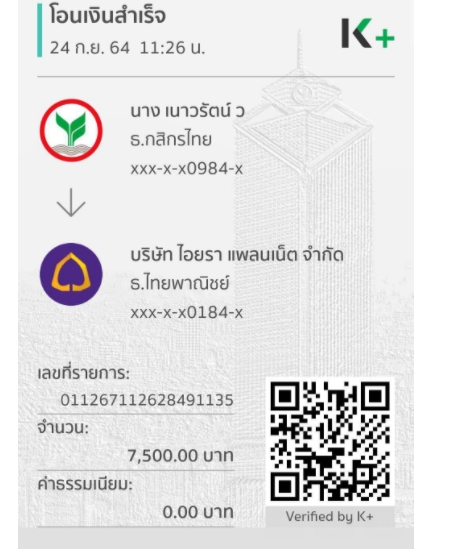 โอนเงินสำเร็จ
24 ก.ย. 64 11:26 น.
K+
นาง เนาวรัตน์ ว
ธ.กสิกรไทย
xxx-x-x0984-x
บริษัท ไอยรา แพลนเน็ต จำกัด
ธ.ไทยพาณิชย์
xxx-x-x0184-x
เลขที่รายการ:
011267112628491135
จำนวน:
7,500.00 บาท
ค่าธรรมเนียม:
0.00 บาท
Verified by K+